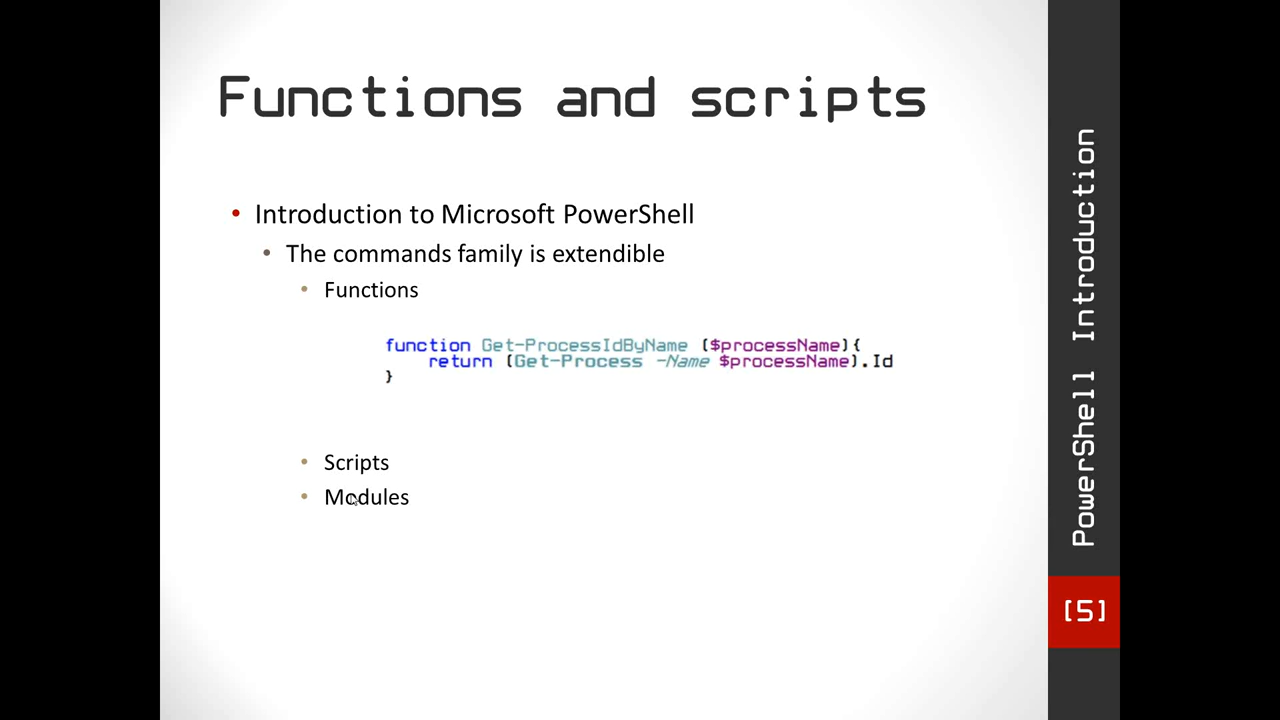 Functions and scripts
• Introduction to Microsoft PowerShell
• The commands family is extendible
• Functions
function Get-ProcessIdByName ($processName){
    return (Get-Process -Name $processName).Id
}
• Scripts
• Modules
PowerShell Introduction
[5]